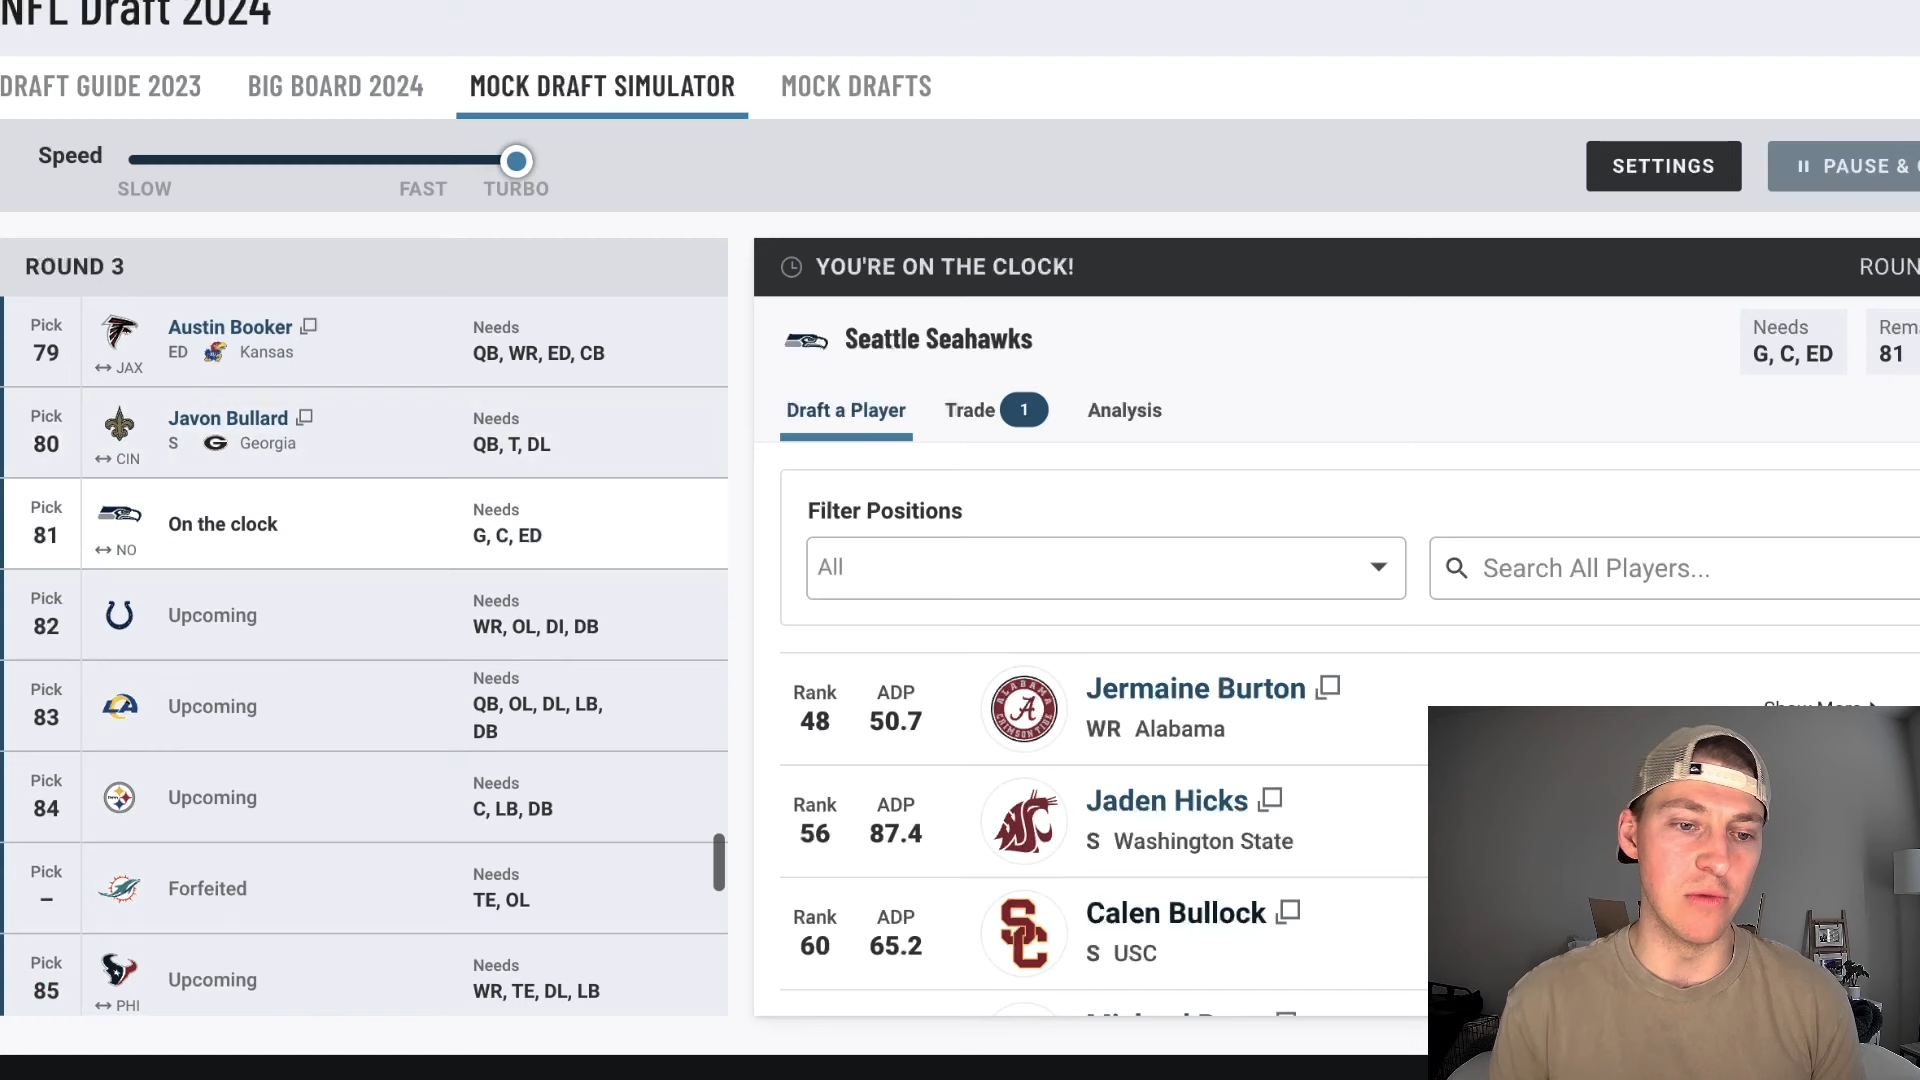 NFL Draft 2024
DRAFT GUIDE 2023
BIG BOARD 2024
MOCK DRAFT SIMULATOR
MOCK DRAFTS
Speed
SLOW
FAST
TURBO
SETTINGS
PAUSE &
ROUND 3
Pick
79
JAX
Austin Booker
ED Kansas
Needs
QB, WR, ED, CB
Pick
80
CIN
Javon Bullard
S Georgia
Needs
QB, T, DL
Pick
81
NO
On the clock
Needs
G, C, ED
Pick
82
Upcoming
Needs
WR, OL, DI, DB
Pick
83
Upcoming
Needs
QB, OL, DL, LB,
DB
Pick
84
Upcoming
Needs
C, LB, DB
Pick
–
Forfeited
Needs
TE, OL
Pick
85
PHI
Upcoming
Needs
WR, TE, DL, LB
YOU'RE ON THE CLOCK!
ROUN
Seattle Seahawks
Needs
G, C, ED
Rema
81
Draft a Player
Trade 1
Analysis
Filter Positions
All
Search All Players...
Rank
48
ADP
50.7
Jermaine Burton
WR Alabama
Rank
56
ADP
87.4
Jaden Hicks
S Washington State
Rank
60
ADP
65.2
Calen Bullock
S USC